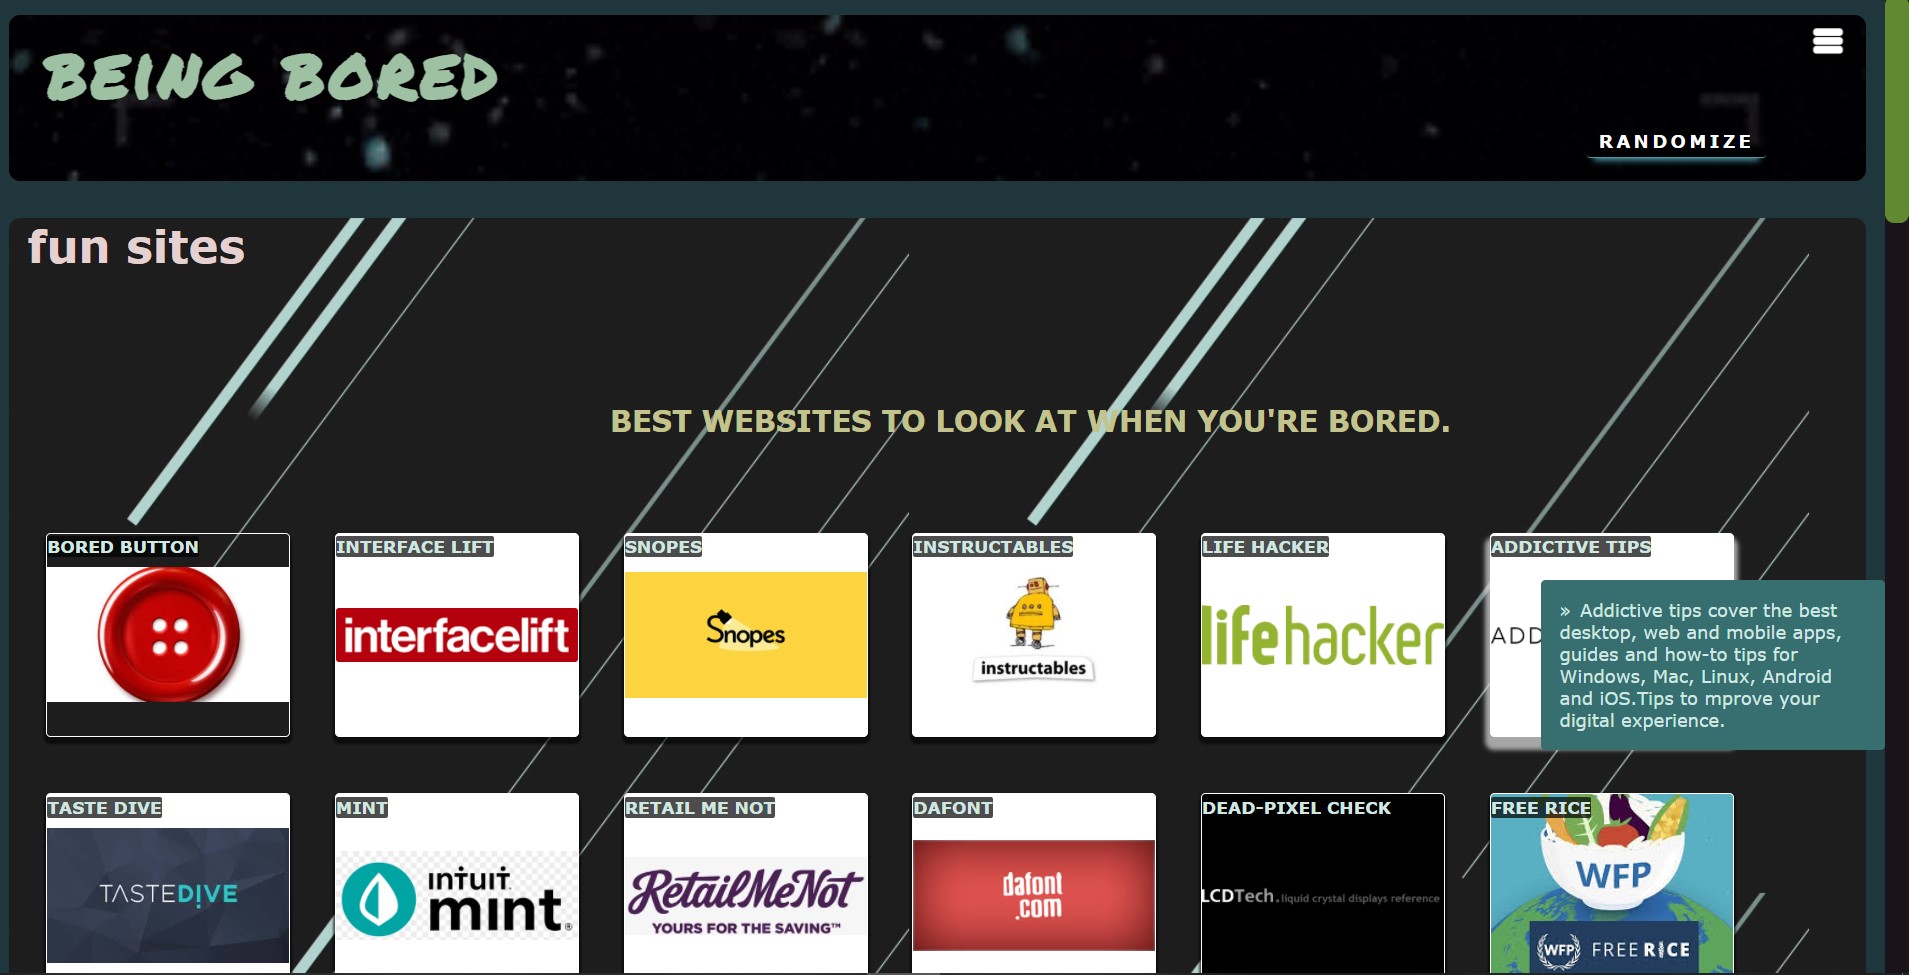 BEING BORED
RANDOMIZE
fun sites
BEST WEBSITES TO LOOK AT WHEN YOU'RE BORED.
BORED BUTTON
INTERFACE LIFT
interfacelift
SNOPES
Snopes
INSTRUCTABLES
instructables
LIFE HACKER
lifehacker
ADDICTIVE TIPS
ADD
» Addictive tips cover the best
desktop, web and mobile apps,
guides and how-to tips for
Windows, Mac, Linux, Android
and iOS.Tips to mprove your
digital experience.
TASTE DIVE
TASTEDIVE
MINT
intuit
mint
RETAIL ME NOT
RetailMeNot
YOURS FOR THE SAVING™
DAFONT
dafont
.com
DEAD-PIXEL CHECK
LCDTech.liquid crystal displays reference
FREE RICE
WFP
WFP FREERICE